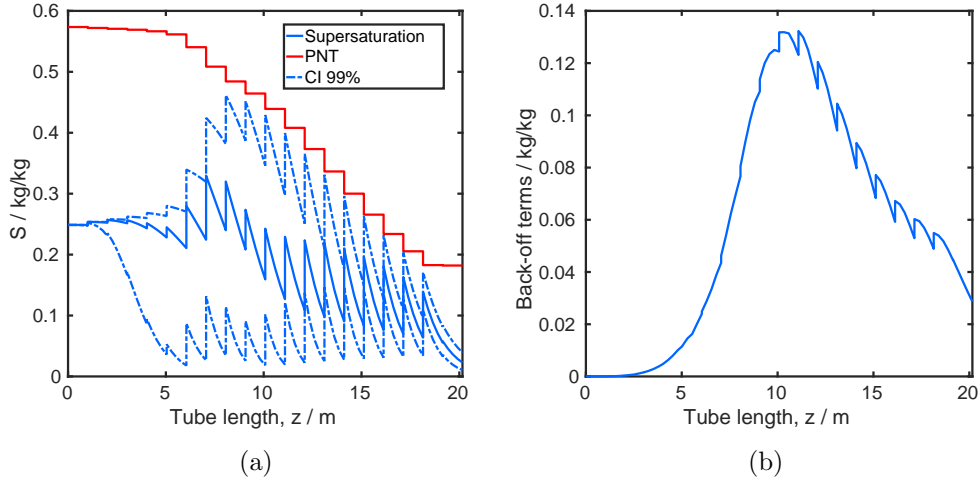 0.6
0.5
0.4
0.3
0.2
0.1
0
S / kg/kg
0 5 10 15 20
Tube length, z / m
Supersaturation
PNT
CI 99%
(a)
0.14
0.12
0.1
0.08
0.06
0.04
0.02
0
Back-off terms / kg/kg
0 5 10 15 20
Tube length, z / m
(b)